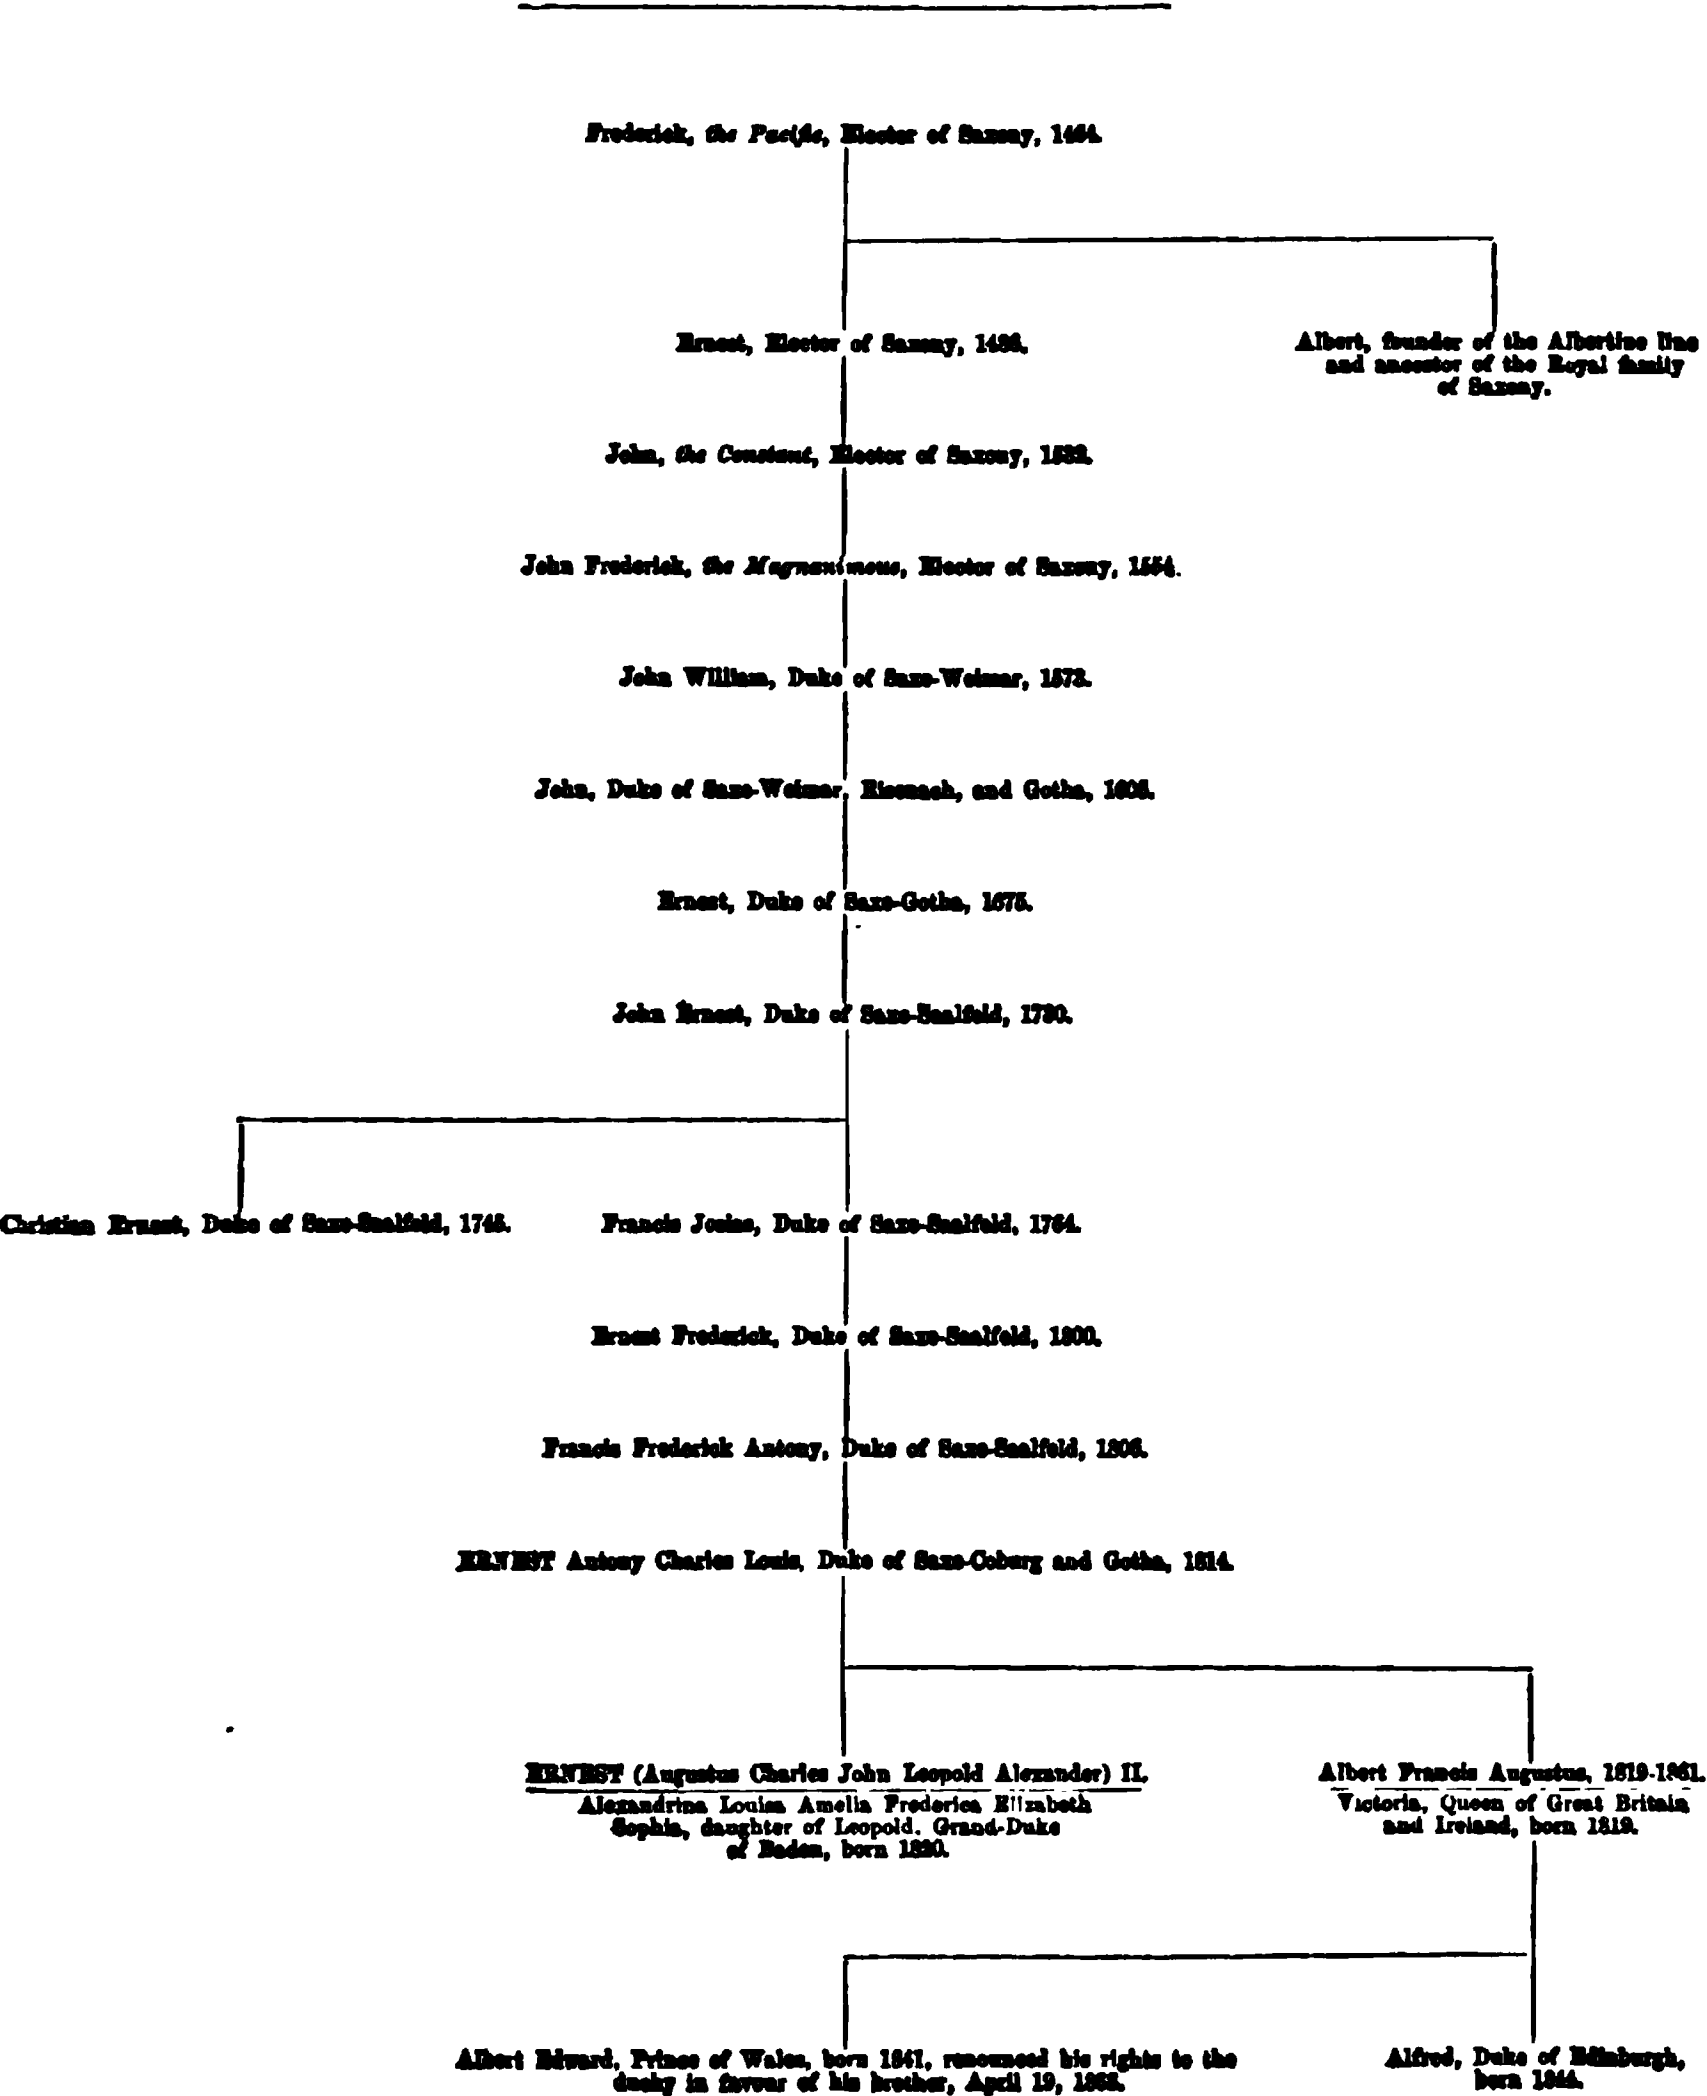 Frederick, the Pacific, Elector of Saxony, 1464.
Ernest, Elector of Saxony, 1486.
Albert, founder of the Albertine line
and ancestor of the Royal family
of Saxony.
John, the Constant, Elector of Saxony, 1532.
John Frederick, the Magnanimous, Elector of Saxony, 1554.
John William, Duke of Saxe-Weimar, 1573.
John, Duke of Saxe-Weimar, Eisenach, and Gotha, 1605.
Ernest, Duke of Saxe-Gotha, 1675.
John Ernest, Duke of Saxe-Saalfeld, 1730.
Christian Ernest, Duke of Saxe-Saalfeld, 1745.
Francis Josias, Duke of Saxe-Saalfeld, 1764.
Ernest Frederick, Duke of Saxe-Saalfeld, 1800.
Francis Frederick Antony, Duke of Saxe-Saalfeld, 1806.
ERNEST Antony Charles Louis, Duke of Saxe-Coburg and Gotha, 1814.
ERNEST (Augustus Charles John Leopold Alexander) II.
Alexandrina Louisa Amelia Frederica Elizabeth
Sophia, daughter of Leopold, Grand-Duke
of Baden, born 1820.
Albert Francis Augustus, 1819-1861.
Victoria, Queen of Great Britain
and Ireland, born 1819.
Albert Edward, Prince of Wales, born 1841, renounced his rights to the
duchy in favour of his brother, April 19,
Alfred, Duke of Edinburgh,
born 1844.